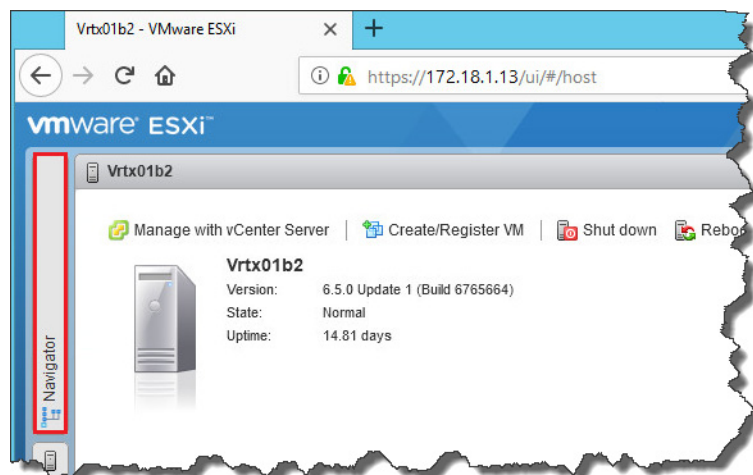 Vrtx01b2 - VMware ESXi
https://172.18.1.13/ui/#/host
vmware® ESXi™
Vrtx01b2
Manage with vCenter Server | Create/Register VM | Shut down
Vrtx01b2
Version: 6.5.0 Update 1 (Build 6765664)
State: Normal
Uptime: 14.81 days
Navigator